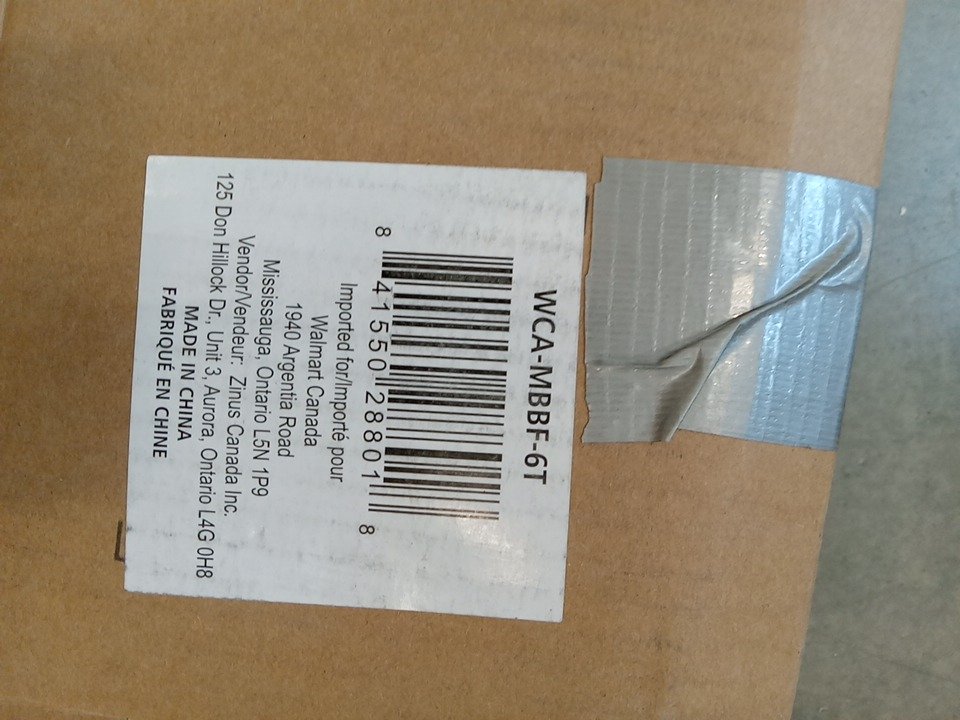 WCA-MBBF-6T
8 41550 28801 8
Imported for/Importé pour
Walmart Canada
1940 Argentia Road
Mississauga, Ontario L5N 1P9
Vendor/Vendeur: Zinus Canada Inc.
125 Don Hillock Dr., Unit 3, Aurora, Ontario L4G 0H8
MADE IN CHINA
FABRIQUÉ EN CHINE